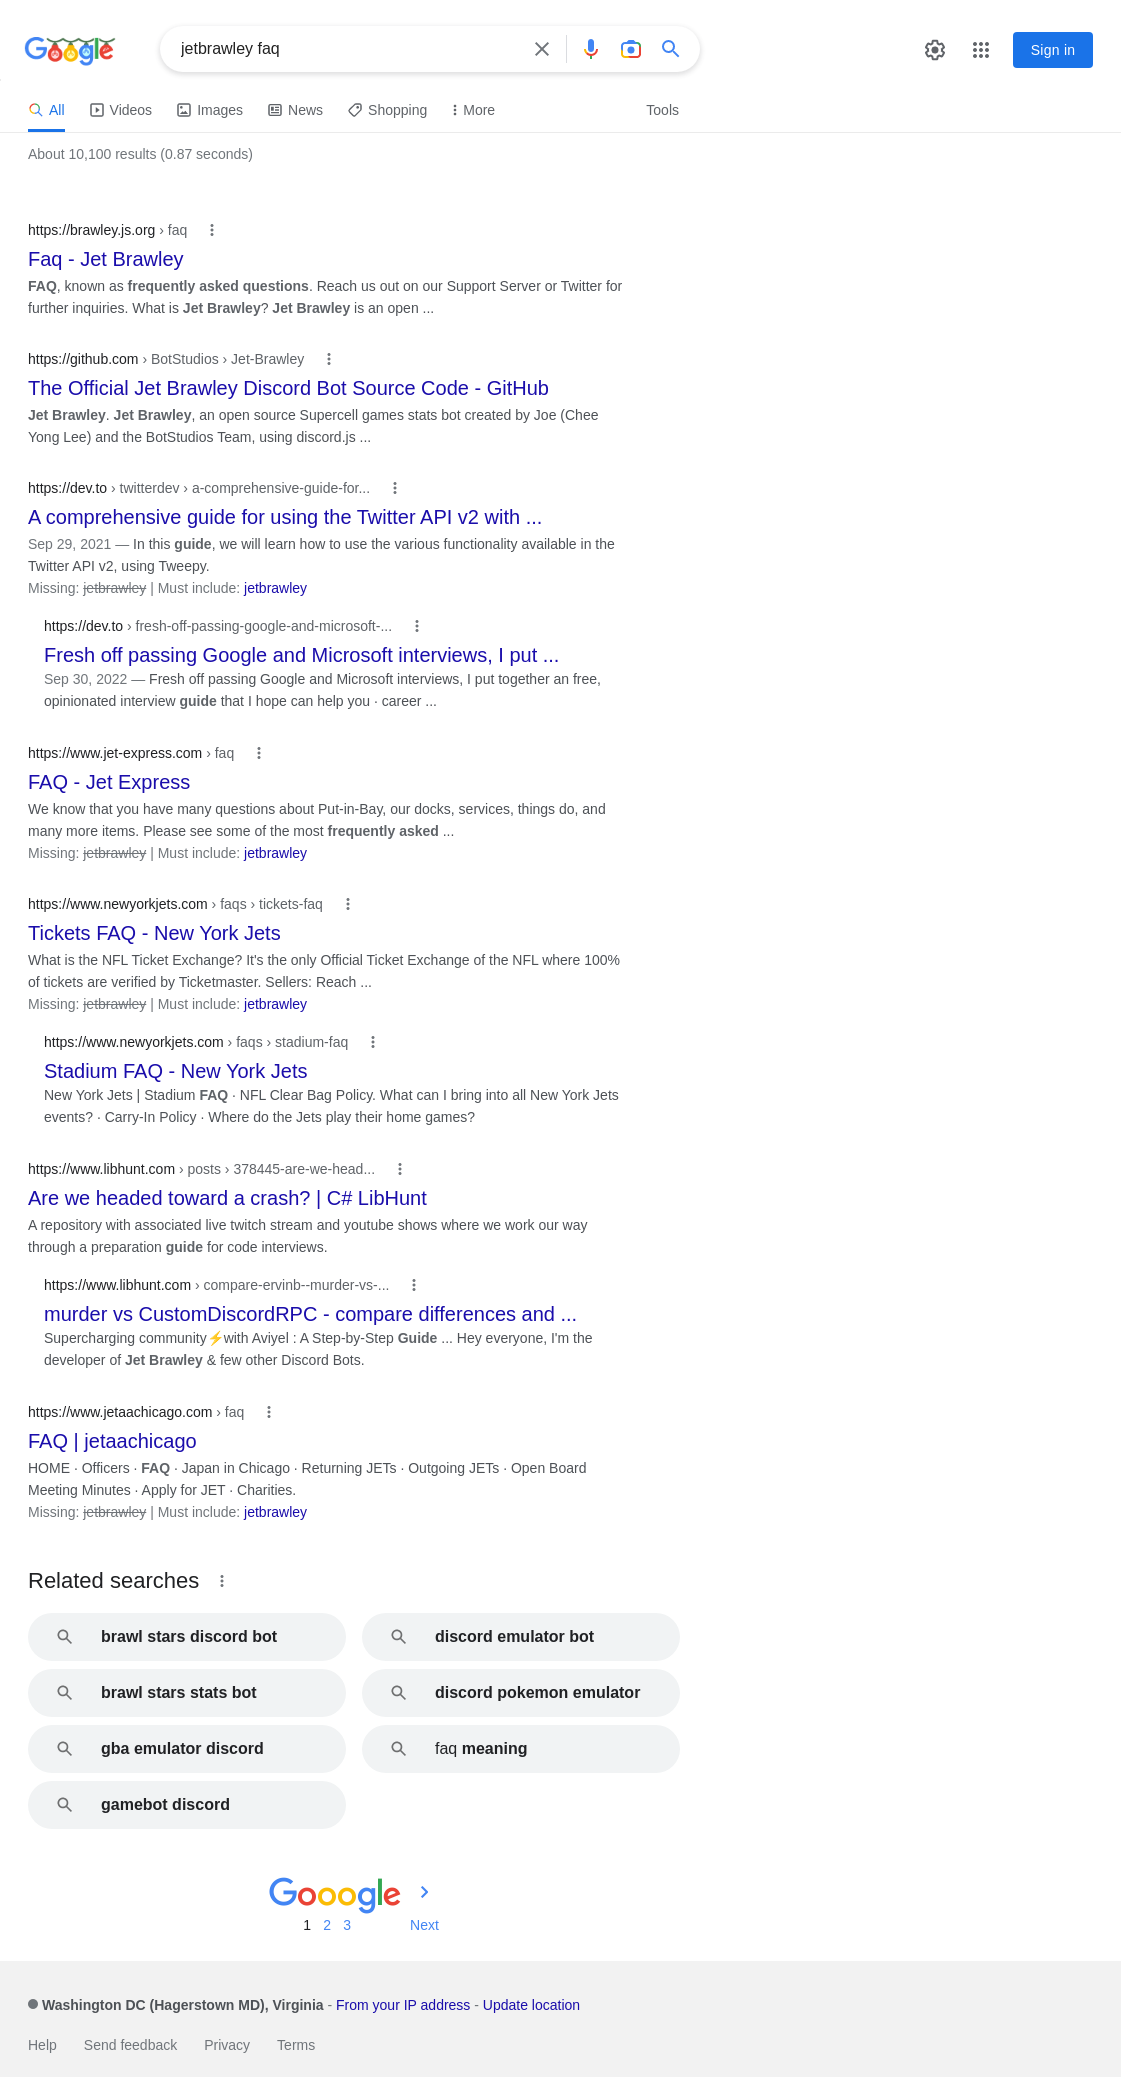 Google
jetbrawley faq
Sign in
All
Videos
Images
News
Shopping
More
Tools
About 10,100 results (0.87 seconds)
https://brawley.js.org › faq
Faq - Jet Brawley
FAQ, known as frequently asked questions. Reach us out on our Support Server or Twitter for
further inquiries. What is Jet Brawley? Jet Brawley is an open ...
https://github.com › BotStudios › Jet-Brawley
The Official Jet Brawley Discord Bot Source Code - GitHub
Jet Brawley. Jet Brawley, an open source Supercell games stats bot created by Joe (Chee
Yong Lee) and the BotStudios Team, using discord.js ...
https://dev.to › twitterdev › a-comprehensive-guide-for...
A comprehensive guide for using the Twitter API v2 with ...
Sep 29, 2021 — In this guide, we will learn how to use the various functionality available in the
Twitter API v2, using Tweepy.
Missing: jetbrawley | Must include: jetbrawley
https://dev.to › fresh-off-passing-google-and-microsoft-...
Fresh off passing Google and Microsoft interviews, I put ...
Sep 30, 2022 — Fresh off passing Google and Microsoft interviews, I put together an free,
opinionated interview guide that I hope can help you · career ...
https://www.jet-express.com › faq
FAQ - Jet Express
We know that you have many questions about Put-in-Bay, our docks, services, things do, and
many more items. Please see some of the most frequently asked ...
Missing: jetbrawley | Must include: jetbrawley
https://www.newyorkjets.com › faqs › tickets-faq
Tickets FAQ - New York Jets
What is the NFL Ticket Exchange? It's the only Official Ticket Exchange of the NFL where 100%
of tickets are verified by Ticketmaster. Sellers: Reach ...
Missing: jetbrawley | Must include: jetbrawley
https://www.newyorkjets.com › faqs › stadium-faq
Stadium FAQ - New York Jets
New York Jets | Stadium FAQ · NFL Clear Bag Policy. What can I bring into all New York Jets
events? · Carry-In Policy · Where do the Jets play their home games?
https://www.libhunt.com › posts › 378445-are-we-head...
Are we headed toward a crash? | C# LibHunt
A repository with associated live twitch stream and youtube shows where we work our way
through a preparation guide for code interviews.
https://www.libhunt.com › compare-ervinb--murder-vs-...
murder vs CustomDiscordRPC - compare differences and ...
Supercharging community⚡with Aviyel : A Step-by-Step Guide ... Hey everyone, I'm the
developer of Jet Brawley & few other Discord Bots.
https://www.jetaachicago.com › faq
FAQ | jetaachicago
HOME · Officers · FAQ · Japan in Chicago · Returning JETs · Outgoing JETs · Open Board
Meeting Minutes · Apply for JET · Charities.
Missing: jetbrawley | Must include: jetbrawley
Related searches
brawl stars discord bot
discord emulator bot
brawl stars stats bot
discord pokemon emulator
gba emulator discord
faq meaning
gamebot discord
Gooogle
1 2 3 Next
Washington DC (Hagerstown MD), Virginia - From your IP address - Update location
Help Send feedback Privacy Terms